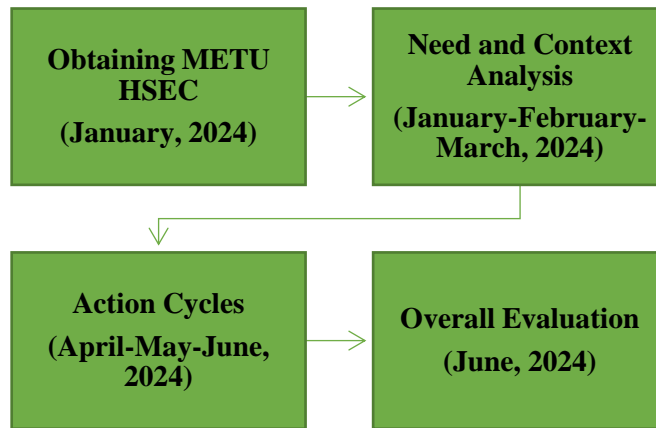 Obtaining METU
HSEC
(January, 2024)
Need and Context
Analysis
(January-February-
March, 2024)
Action Cycles
(April-May-June,
2024)
Overall Evaluation
(June, 2024)